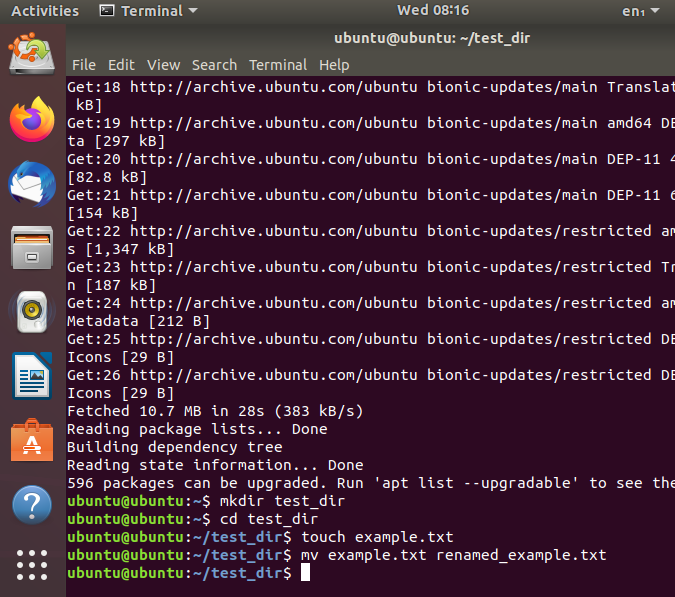 Activities Terminal Wed 08:16 en₁
ubuntu@ubuntu: ~/test_dir
File Edit View Search Terminal Help
Get:18 http://archive.ubuntu.com/ubuntu bionic-updates/main Translat
kB]
Get:19 http://archive.ubuntu.com/ubuntu bionic-updates/main amd64 DE
ta [297 kB]
Get:20 http://archive.ubuntu.com/ubuntu bionic-updates/main DEP-11 4
[82.8 kB]
Get:21 http://archive.ubuntu.com/ubuntu bionic-updates/main DEP-11 6
[154 kB]
Get:22 http://archive.ubuntu.com/ubuntu bionic-updates/restricted am
s [1,347 kB]
Get:23 http://archive.ubuntu.com/ubuntu bionic-updates/restricted Tr
n [187 kB]
Get:24 http://archive.ubuntu.com/ubuntu bionic-updates/restricted am
Metadata [212 B]
Get:25 http://archive.ubuntu.com/ubuntu bionic-updates/restricted DE
Icons [29 B]
Get:26 http://archive.ubuntu.com/ubuntu bionic-updates/restricted DE
Icons [29 B]
Fetched 10.7 MB in 28s (383 kB/s)
Reading package lists... Done
Building dependency tree
Reading state information... Done
596 packages can be upgraded. Run 'apt list --upgradable' to see the
ubuntu@ubuntu:~$ mkdir test_dir
ubuntu@ubuntu:~$ cd test_dir
ubuntu@ubuntu:~/test_dir$ touch example.txt
ubuntu@ubuntu:~/test_dir$ mv example.txt renamed_example.txt
ubuntu@ubuntu:~/test_dir$